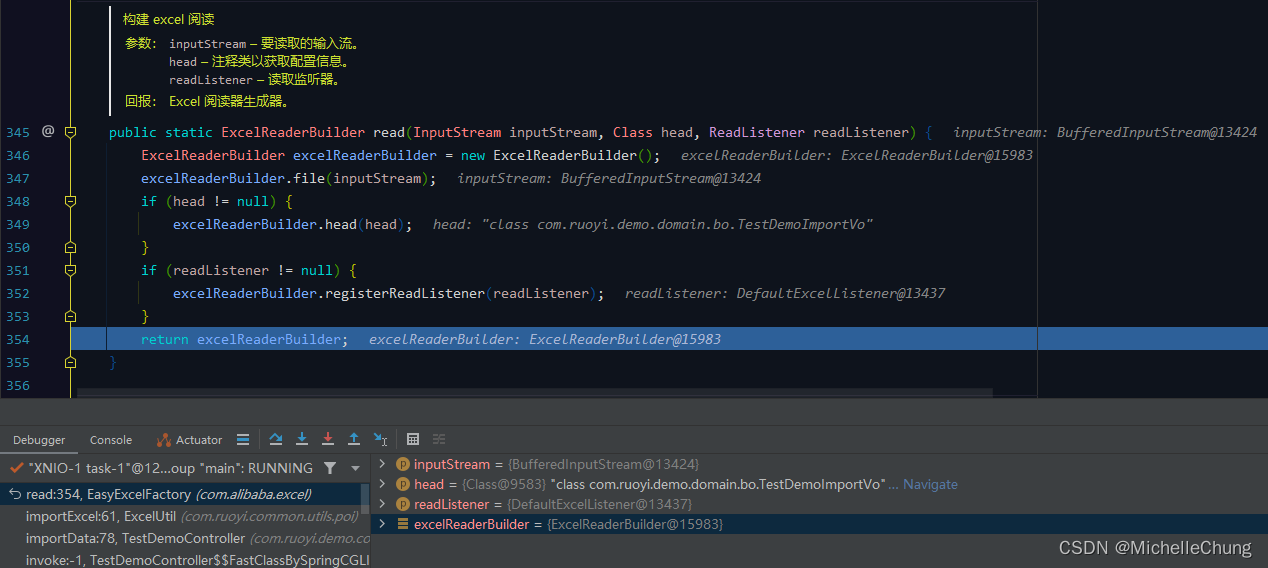 构建 excel 阅读
参数： inputStream – 要读取的输入流。
head – 注释类以获取配置信息。
readListener – 读取监听器。
回报： Excel 阅读器生成器。
345 @ public static ExcelReaderBuilder read(InputStream inputStream, Class head, ReadListener readListener) { inputStream: BufferedInputStream@13424
346 ExcelReaderBuilder excelReaderBuilder = new ExcelReaderBuilder(); excelReaderBuilder: ExcelReaderBuilder@15983
347 excelReaderBuilder.file(inputStream); inputStream: BufferedInputStream@13424
348 if (head != null) {
349 excelReaderBuilder.head(head); head: "class com.ruoyi.demo.domain.bo.TestDemoImportVo"
350 }
351 if (readListener != null) {
352 excelReaderBuilder.registerReadListener(readListener); readListener: DefaultExcelListener@13437
353 }
354 return excelReaderBuilder; excelReaderBuilder: ExcelReaderBuilder@15983
355 }
356
Debugger Console Actuator
"XNIO-1 task-1"@12...oup "main": RUNNING
read:354, EasyExcelFactory (com.alibaba.excel)
importExcel:61, ExcelUtil (com.ruoyi.common.utils.poi)
importData:78, TestDemoController (com.ruoyi.demo.co
invoke:-1, TestDemoController$$FastClassBySpringCGLI
inputStream = {BufferedInputStream@13424}
head = {Class@9583} "class com.ruoyi.demo.domain.bo.TestDemoImportVo" ... Navigate
readListener = {DefaultExcelListener@13437}
excelReaderBuilder = {ExcelReaderBuilder@15983}
CSDN @MichelleChung